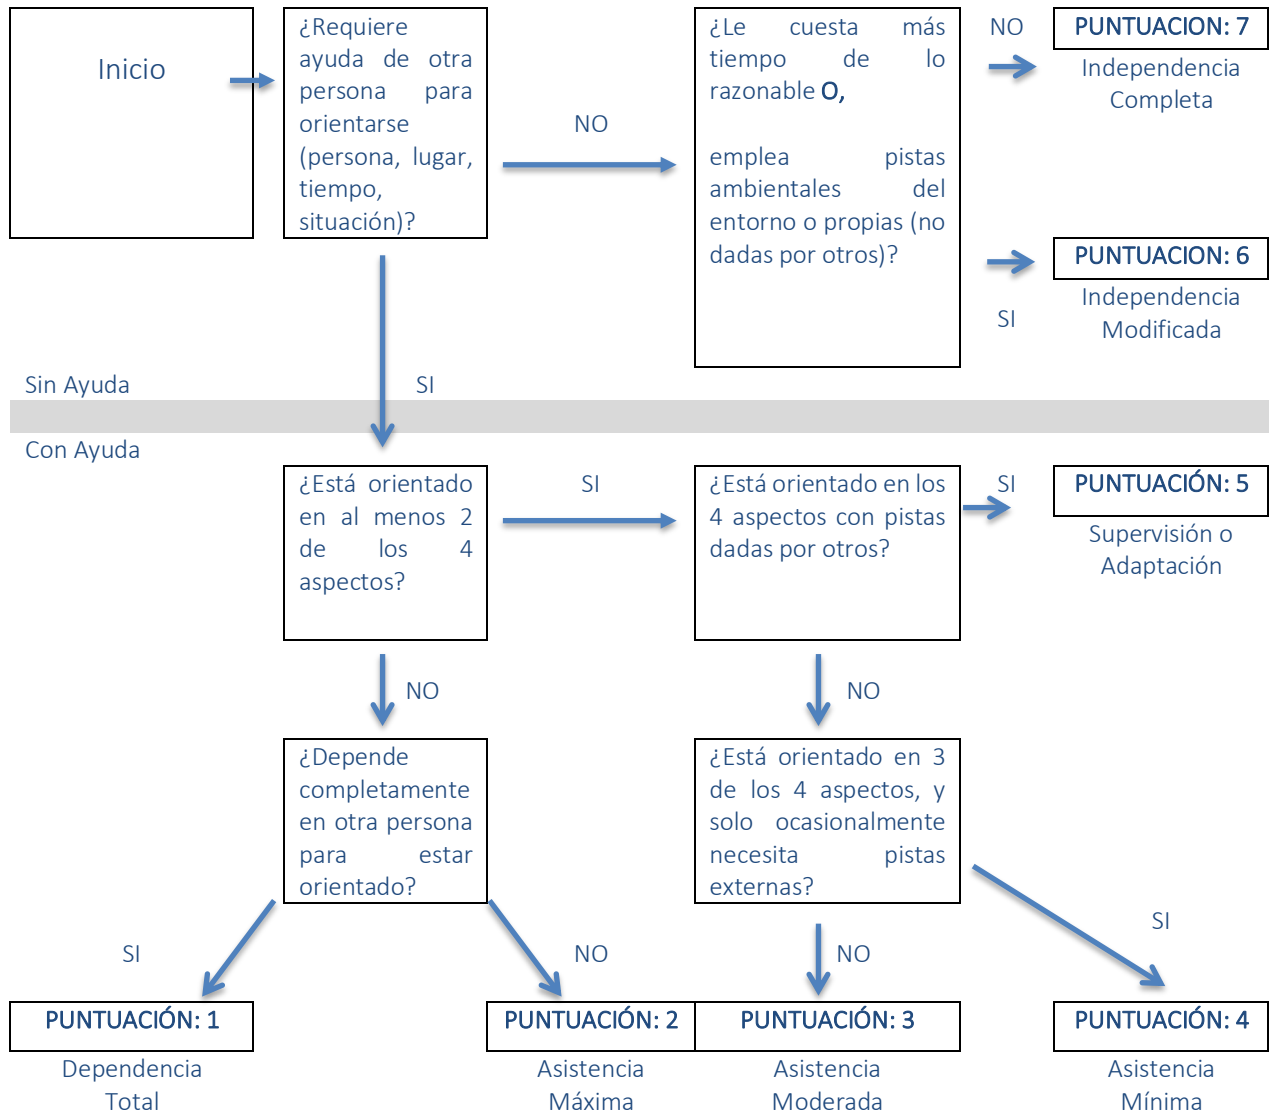 Inicio
¿Requiere
ayuda de otra
persona para
orientarse
(persona, lugar,
tiempo,
situación)?
NO
¿Le cuesta más
tiempo de lo
razonable O,
emplea pistas
ambientales del
entorno o propias (no
dadas por otros)?
NO
PUNTUACION: 7
Independencia
Completa
SI
PUNTUACION: 6
Independencia
Modificada
Sin Ayuda
SI
Con Ayuda
¿Está orientado
en al menos 2
de los 4
aspectos?
SI
¿Está orientado en los
4 aspectos con pistas
dadas por otros?
SI
PUNTUACIÓN: 5
Supervisión o
Adaptación
NO
NO
¿Depende
completamente
en otra persona
para estar
orientado?
¿Está orientado en 3
de los 4 aspectos, y
solo ocasionalmente
necesita pistas
externas?
SI
NO
NO
SI
PUNTUACIÓN: 1
Dependencia
Total
PUNTUACIÓN: 2
Asistencia
Máxima
PUNTUACIÓN: 3
Asistencia
Moderada
PUNTUACIÓN: 4
Asistencia
Mínima